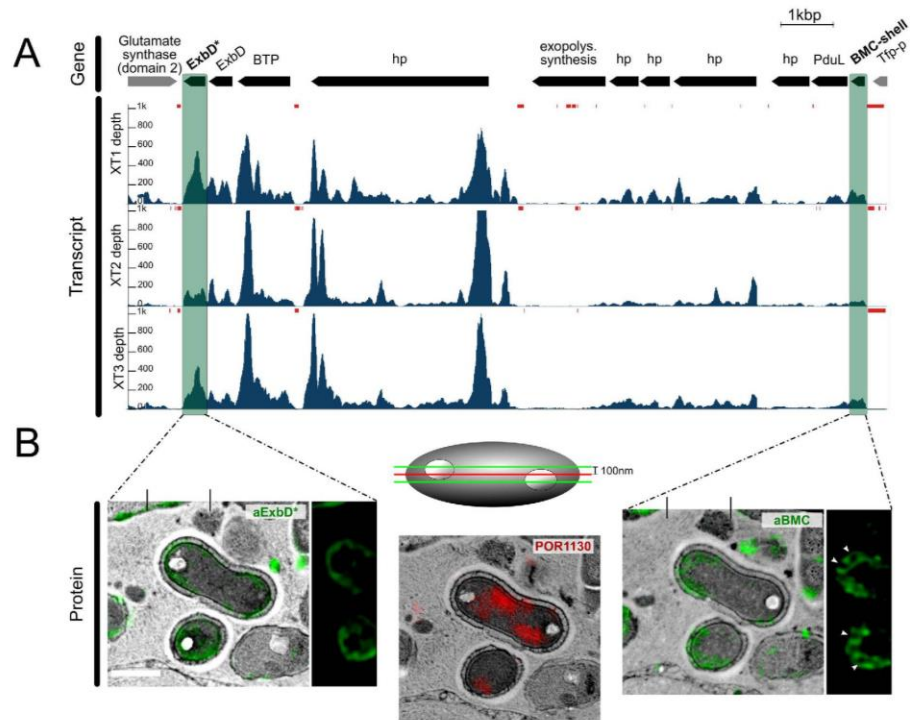 A
1kbp
Gene
Glutamate
synthase
(domain 2)
ExbD*
ExbD
BTP
hp
exopolys.
synthesis
hp
hp
hp
hp
PduL
BMC-shell
Tfp-p
Transcript
XT1 depth
1k
800
600
400
200
0
XT2 depth
1k
800
600
400
200
0
XT3 depth
1k
800
600
400
200
0
B
100nm
Protein
aExbD*
POR1130
aBMC